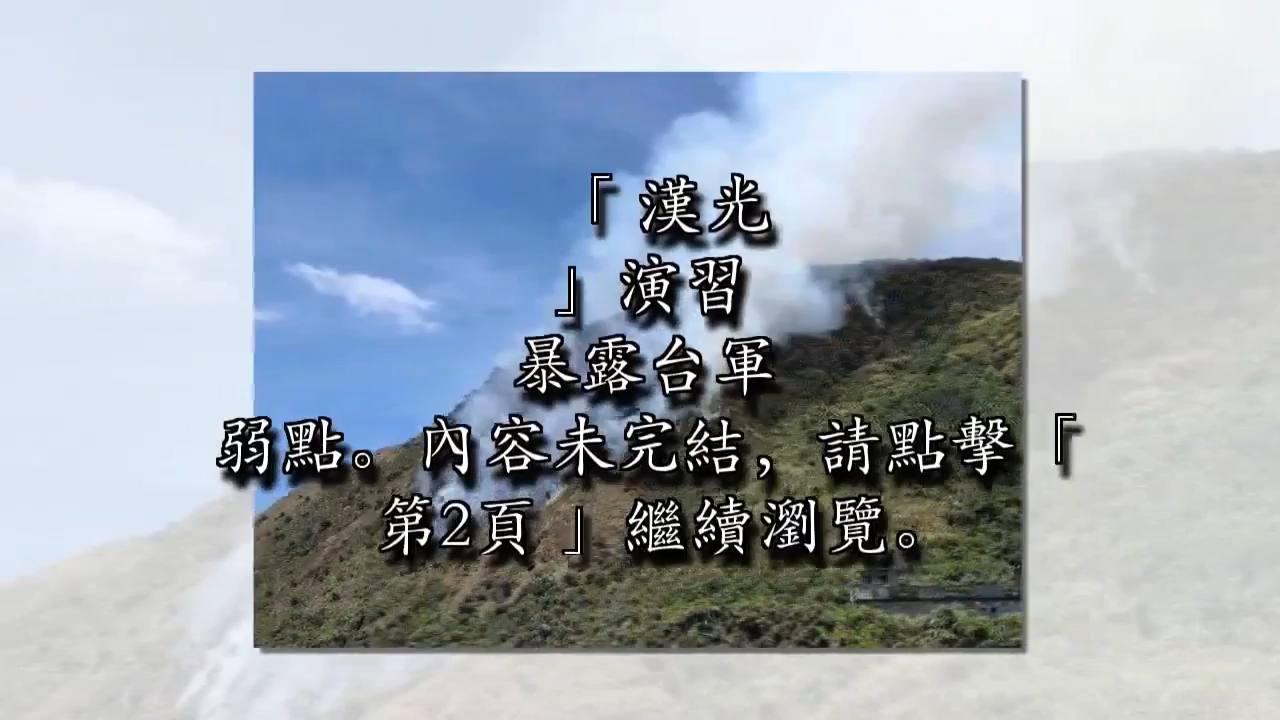 「漢光
」演習
暴露台軍
弱點。內容未完結，請點擊「
第2頁」繼續瀏覽。